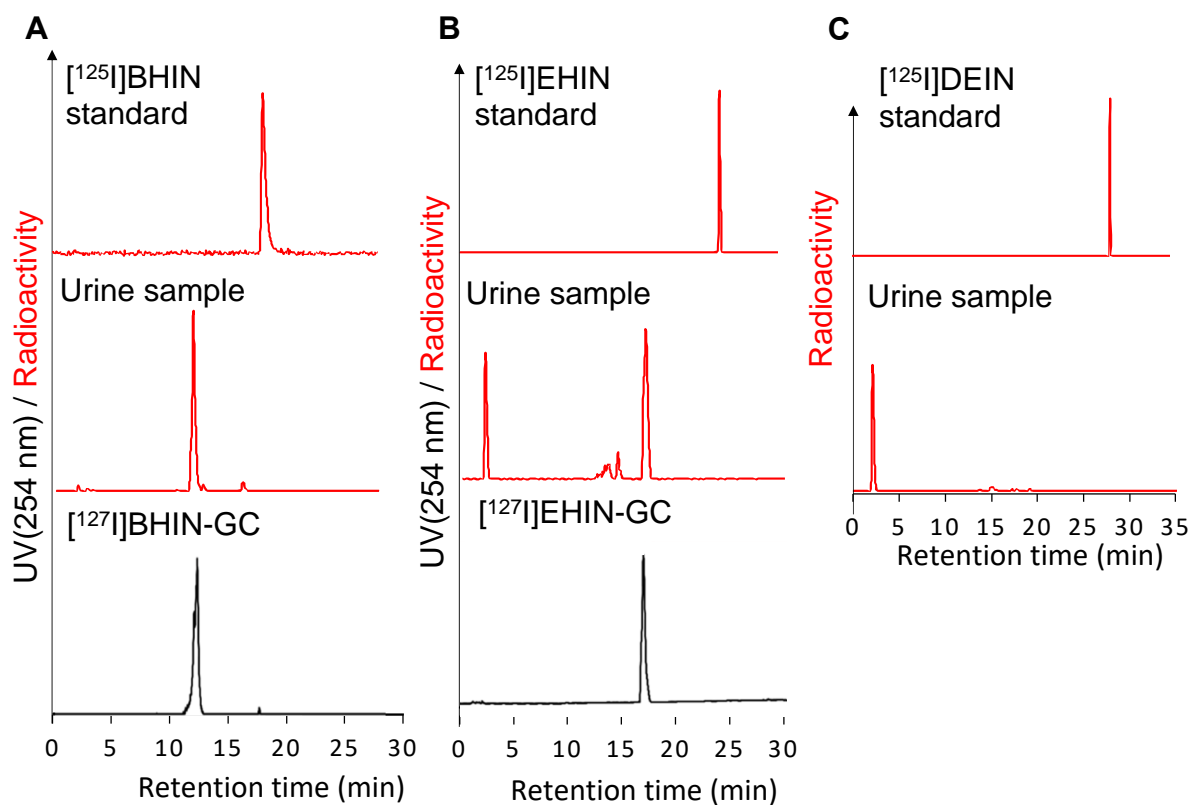 A
[¹²⁵I]BHIN
standard
Urine sample
[¹²⁷I]BHIN-GC
UV(254 nm) / Radioactivity
0 5 10 15 20 25 30
Retention time (min)
B
[¹²⁵I]EHIN
standard
Urine sample
[¹²⁷I]EHIN-GC
UV(254 nm) / Radioactivity
0 5 10 15 20 25 30
Retention time (min)
C
[¹²⁵I]DEIN
standard
Urine sample
Radioactivity
0 5 10 15 20 25 30 35
Retention time (min)